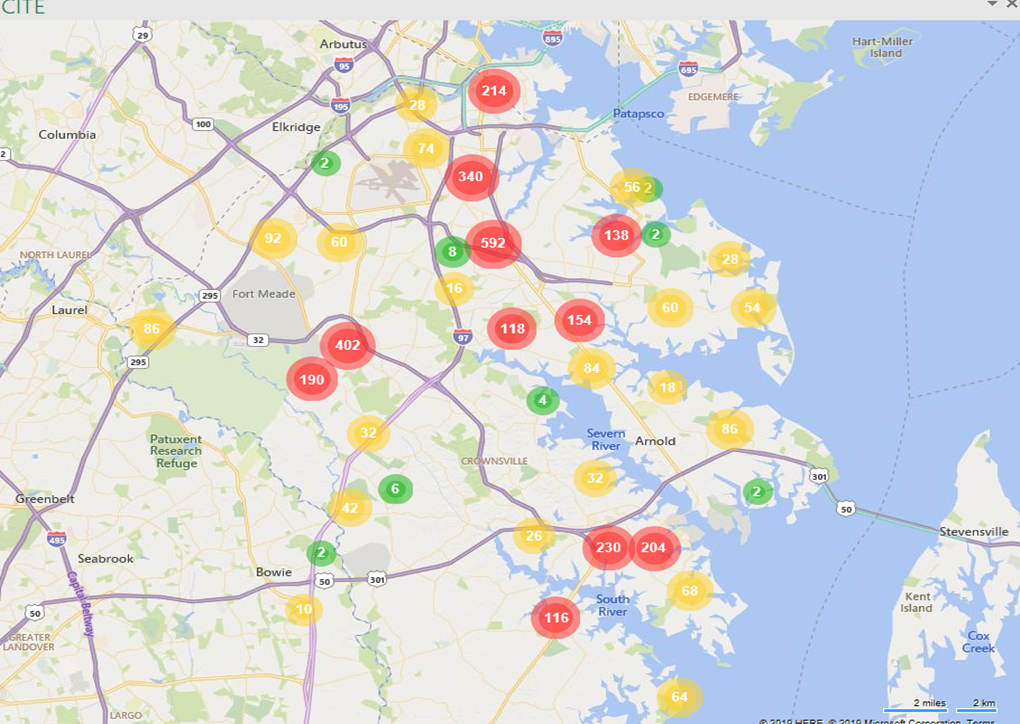 CITE
29
Arbutus
895
Hart-Miller
Island
95
695
EDGEMERE
214
195
28
Patapsco
100
Columbia
Elkridge
74
2
2
340
56
2
92
60
138
2
8
592
NORTH LAUREL
28
16
295
Fort Meade
Laurel
60
54
86
118
154
32
97
402
295
84
190
18
4
32
86
Severn
River
Arnold
Patuxent
Research
Refuge
CROWNSVILLE
32
301
6
2
Greenbelt
42
50
26
Stevensville
495
230
204
Seabrook
2
Bowie
50
301
68
Capital Beltway
50
10
South
River
Kent
Island
116
GREATER
LANDOVER
Cox
Creek
64
2 miles
2 km
LARGO
© 2019 HERE, © 2019 Microsoft Corporation Terms